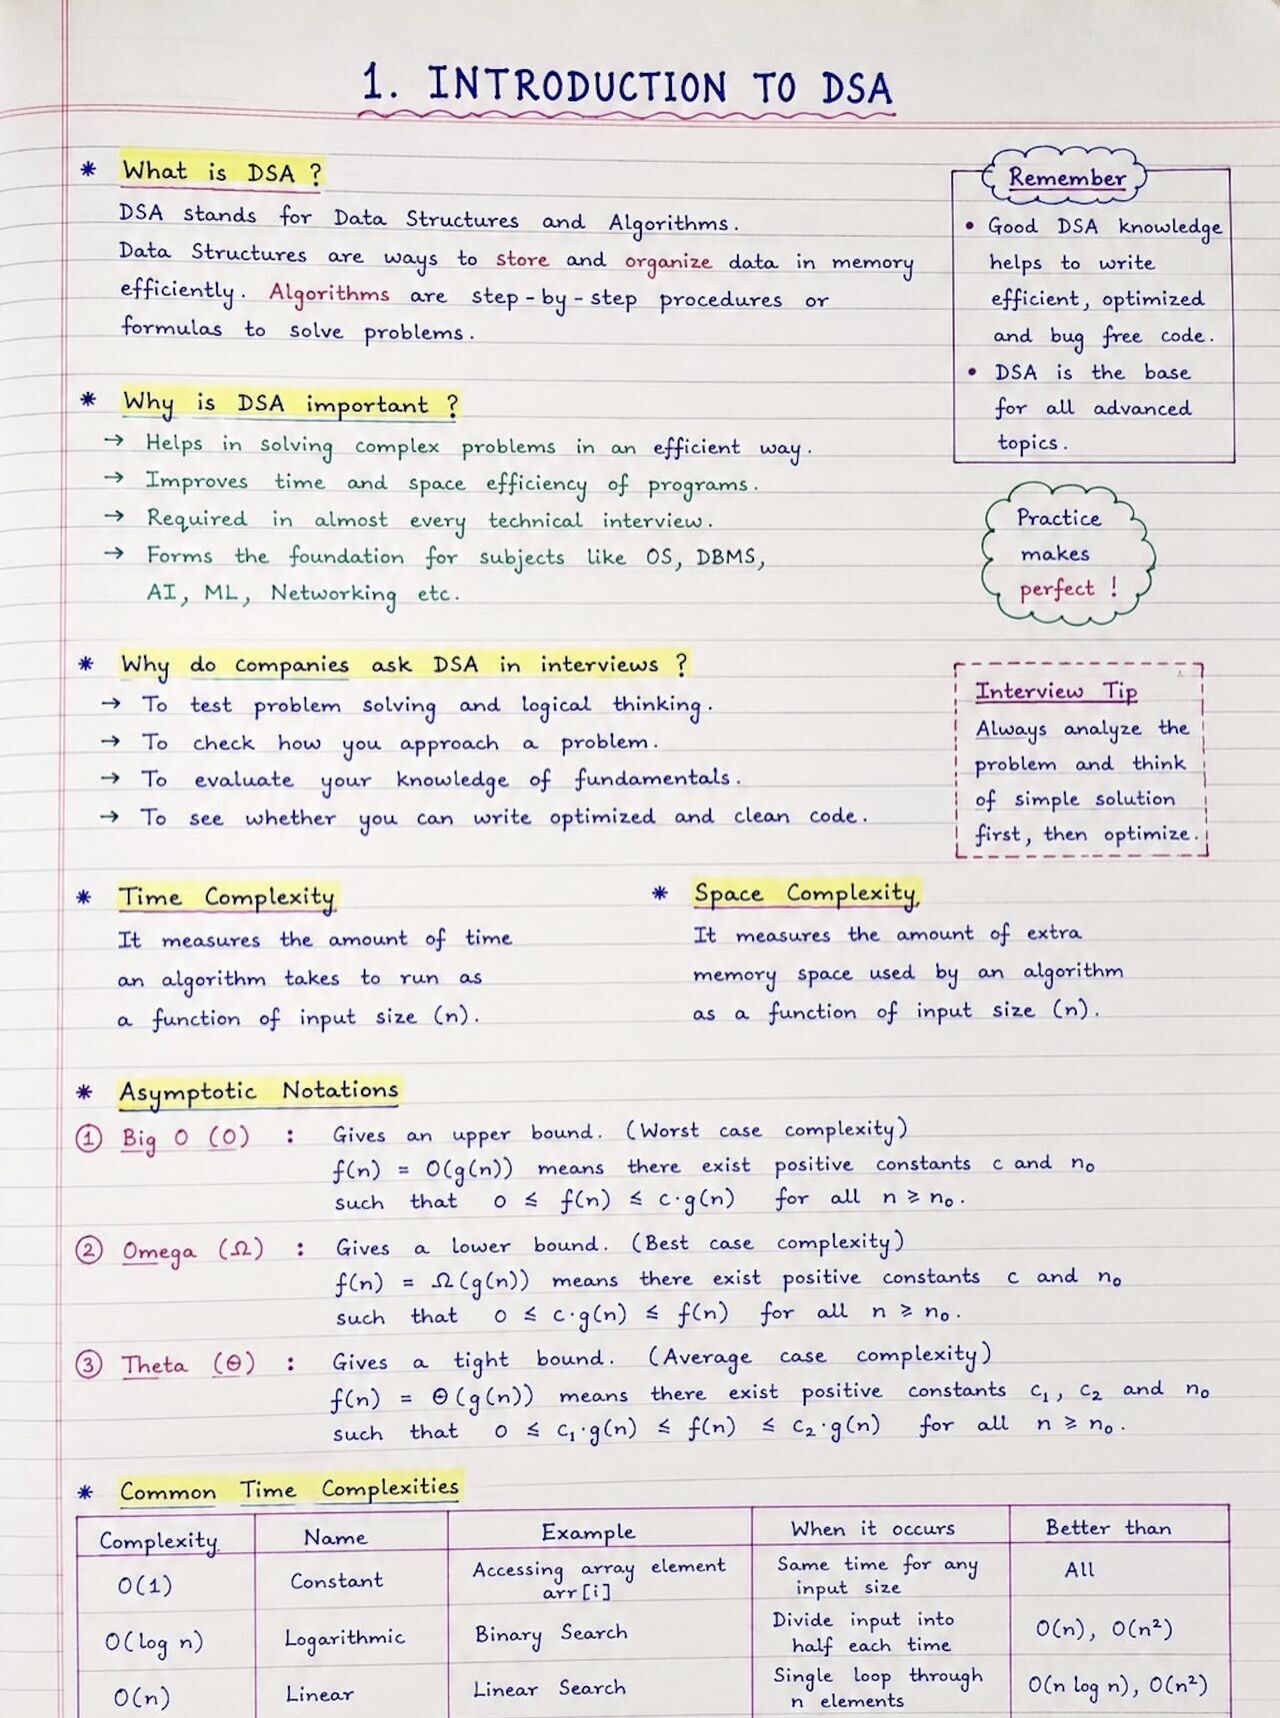 1. INTRODUCTION TO DSA
* What is DSA ?
DSA stands for Data Structures and Algorithms.
Data Structures are ways to store and organize data in memory
efficiently. Algorithms are step-by-step procedures or
formulas to solve problems.
Remember
• Good DSA knowledge
helps to write
efficient, optimized
and bug free code.
• DSA is the base
for all advanced
topics.
* Why is DSA important ?
→ Helps in solving complex problems in an efficient way.
→ Improves time and space efficiency of programs.
→ Required in almost every technical interview.
→ Forms the foundation for subjects like OS, DBMS,
AI, ML, Networking etc.
Practice
makes
perfect !
* Why do companies ask DSA in interviews ?
→ To test problem solving and logical thinking.
→ To check how you approach a problem.
→ To evaluate your knowledge of fundamentals.
→ To see whether you can write optimized and clean code.
Interview Tip
Always analyze the
problem and think
of simple solution
first, then optimize.
* Time Complexity
It measures the amount of time
an algorithm takes to run as
a function of input size (n).
* Space Complexity
It measures the amount of extra
memory space used by an algorithm
as a function of input size (n).
* Asymptotic Notations
① Big O (O) : Gives an upper bound. (Worst case complexity)
f(n) = O(g(n)) means there exist positive constants c and n₀
such that 0 ≤ f(n) ≤ c·g(n) for all n ≥ n₀.
② Omega (Ω) : Gives a lower bound. (Best case complexity)
f(n) = Ω(g(n)) means there exist positive constants c and n₀
such that 0 ≤ c·g(n) ≤ f(n) for all n ≥ n₀.
③ Theta (Θ) : Gives a tight bound. (Average case complexity)
f(n) = Θ(g(n)) means there exist positive constants c₁, c₂ and n₀
such that 0 ≤ c₁·g(n) ≤ f(n) ≤ c₂·g(n) for all n ≥ n₀.
* Common Time Complexities
Complexity Name Example When it occurs Better than
O(1) Constant Accessing array element Same time for any All
arr[i] input size
O(log n) Logarithmic Binary Search Divide input into O(n), O(n²)
half each time
O(n) Linear Linear Search Single loop through O(n log n), O(n²)
n elements